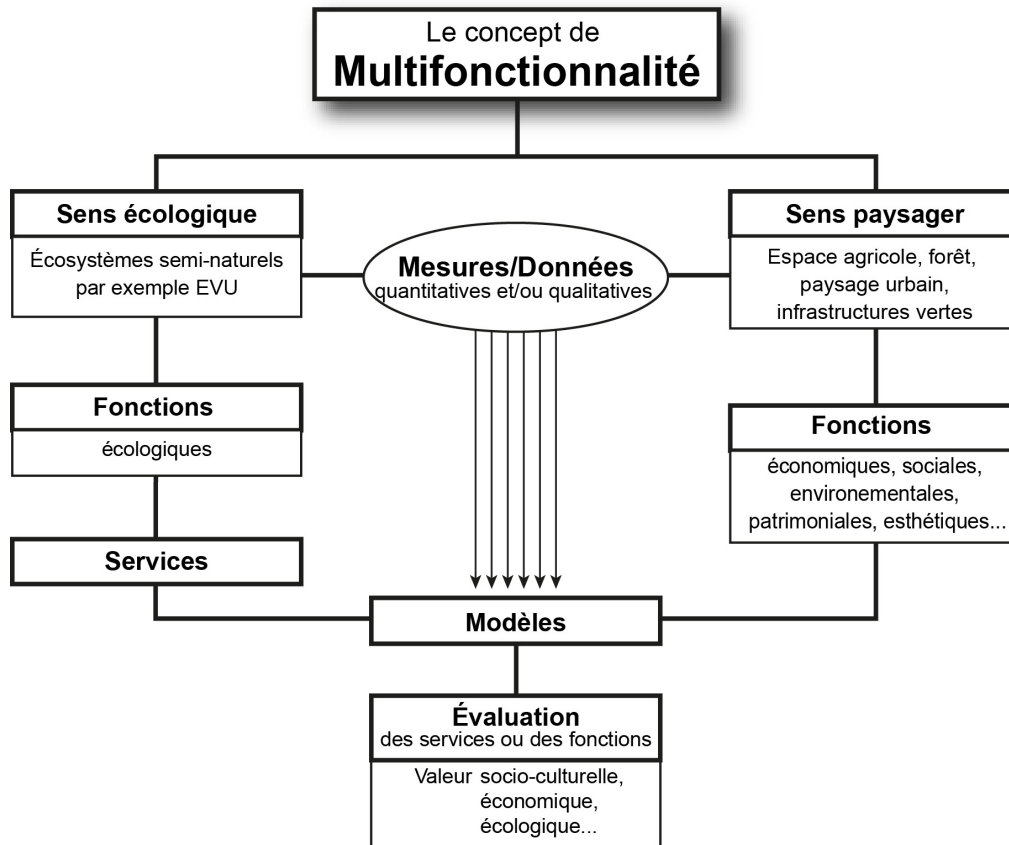 Le concept de
Multifonctionnalité
Sens écologique
Écosystèmes semi-naturels
par exemple EVU
Mesures/Données
quantitatives et/ou qualitatives
Sens paysager
Espace agricole, forêt,
paysage urbain,
infrastructures vertes
Fonctions
écologiques
Fonctions
économiques, sociales,
environementales,
patrimoniales, esthétiques...
Services
Modèles
Évaluation
des services ou des fonctions
Valeur socio-culturelle,
économique,
écologique...